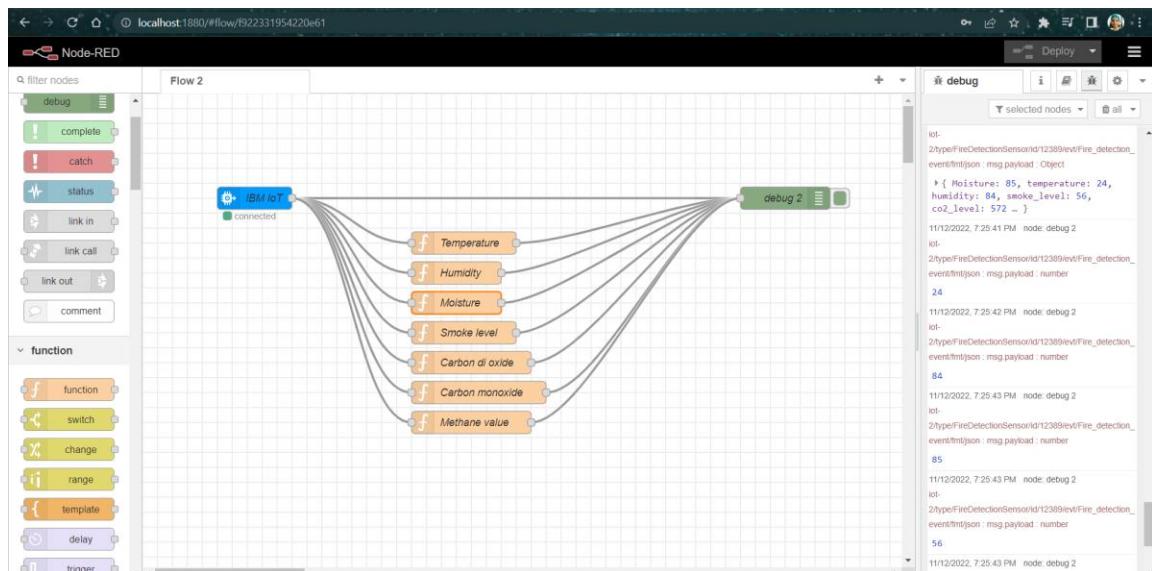 localhost:1880/#flow/f922331954220e61
Node-RED
Deploy
filter nodes
debug
complete
catch
status
link in
link call
link out
comment
function
function
switch
change
range
template
delay
trigger
Flow 2
IBM IoT
connected
Temperature
Humidity
Moisture
Smoke level
Carbon di oxide
Carbon monoxide
Methane value
debug 2
debug
i
selected nodes
all
iot-
2/type/FireDetectionSensor/id/12389/evt/Fire_detection_
event/fmt/json : msg.payload : Object
{ Moisture: 85, temperature: 24,
humidity: 84, smoke_level: 56,
co2_level: 572 … }
11/12/2022, 7:25:41 PM node: debug 2
iot-
2/type/FireDetectionSensor/id/12389/evt/Fire_detection_
event/fmt/json : msg.payload : number
24
11/12/2022, 7:25:42 PM node: debug 2
iot-
2/type/FireDetectionSensor/id/12389/evt/Fire_detection_
event/fmt/json : msg.payload : number
84
11/12/2022, 7:25:43 PM node: debug 2
iot-
2/type/FireDetectionSensor/id/12389/evt/Fire_detection_
event/fmt/json : msg.payload : number
85
11/12/2022, 7:25:43 PM node: debug 2
iot-
2/type/FireDetectionSensor/id/12389/evt/Fire_detection_
event/fmt/json : msg.payload : number
56
11/12/2022, 7:25:43 PM node: debug 2